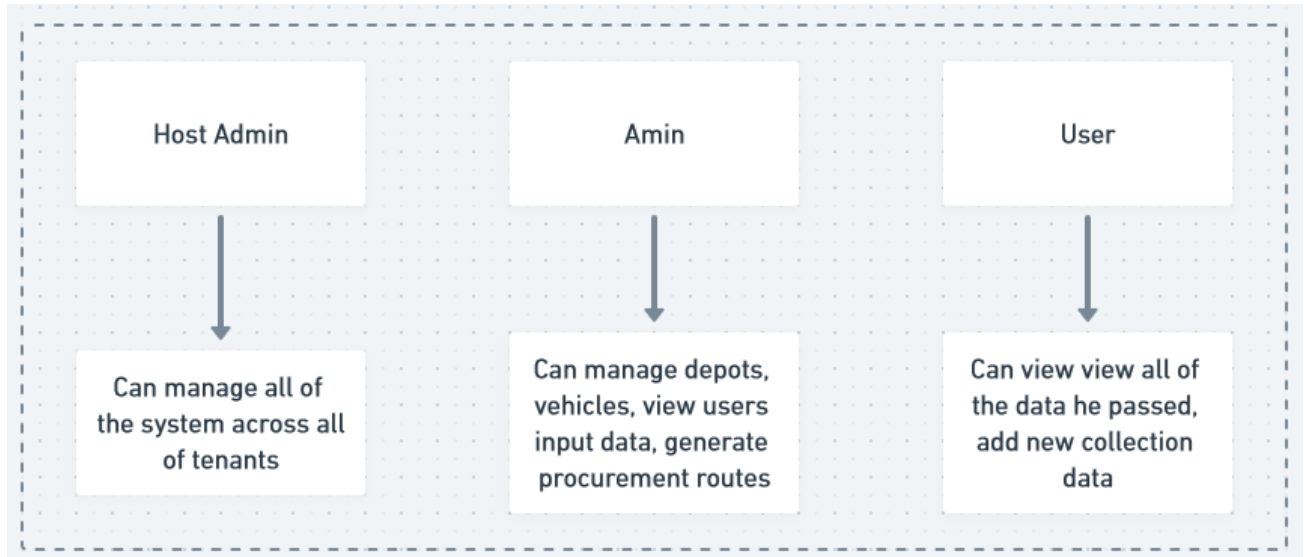 Host Admin
Amin
User
Can manage all of
the system across all
of tenants
Can manage depots,
vehicles, view users
input data, generate
procurement routes
Can view view all of
the data he passed,
add new collection
data